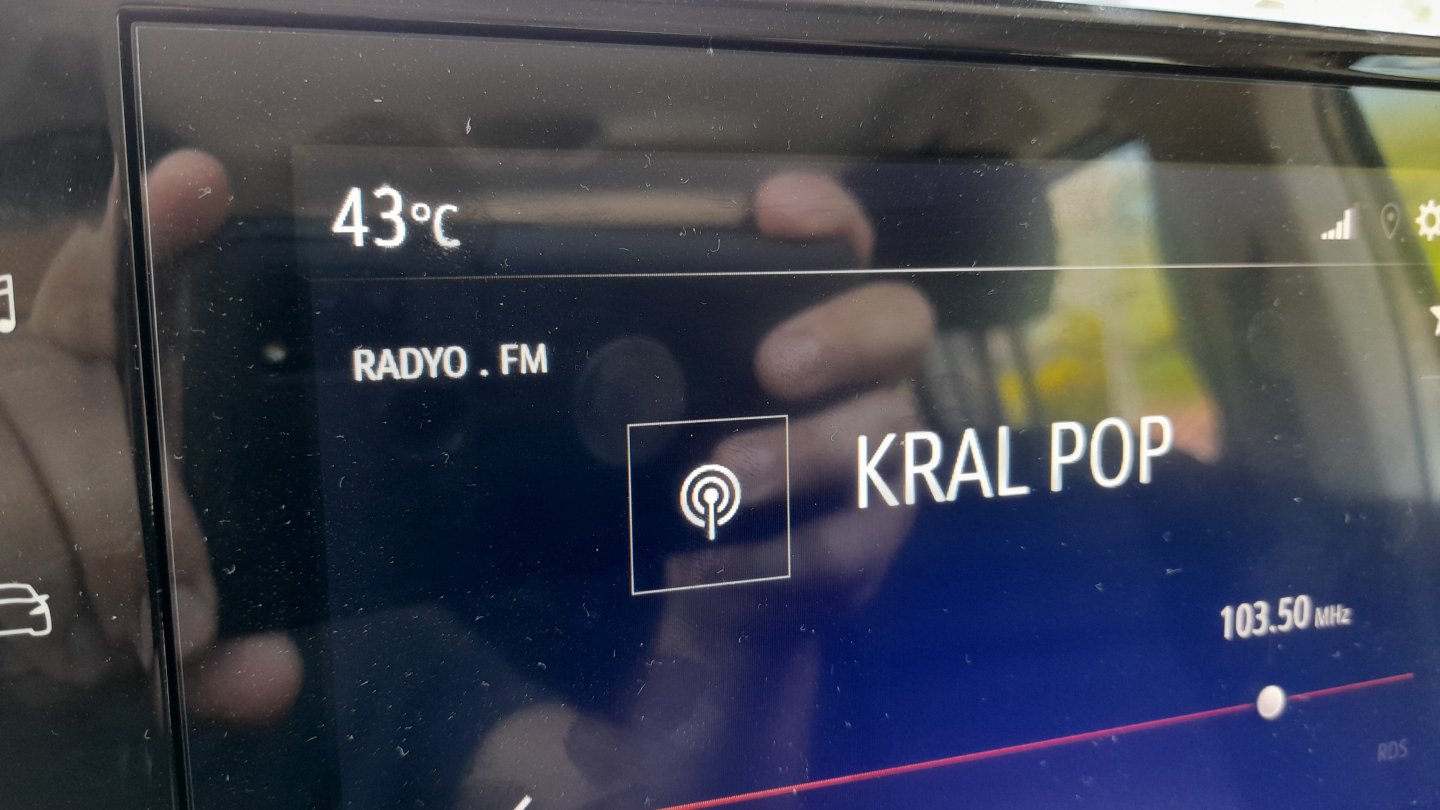 43°C
RADYO . FM
KRAL POP
103.50 MHz
RDS